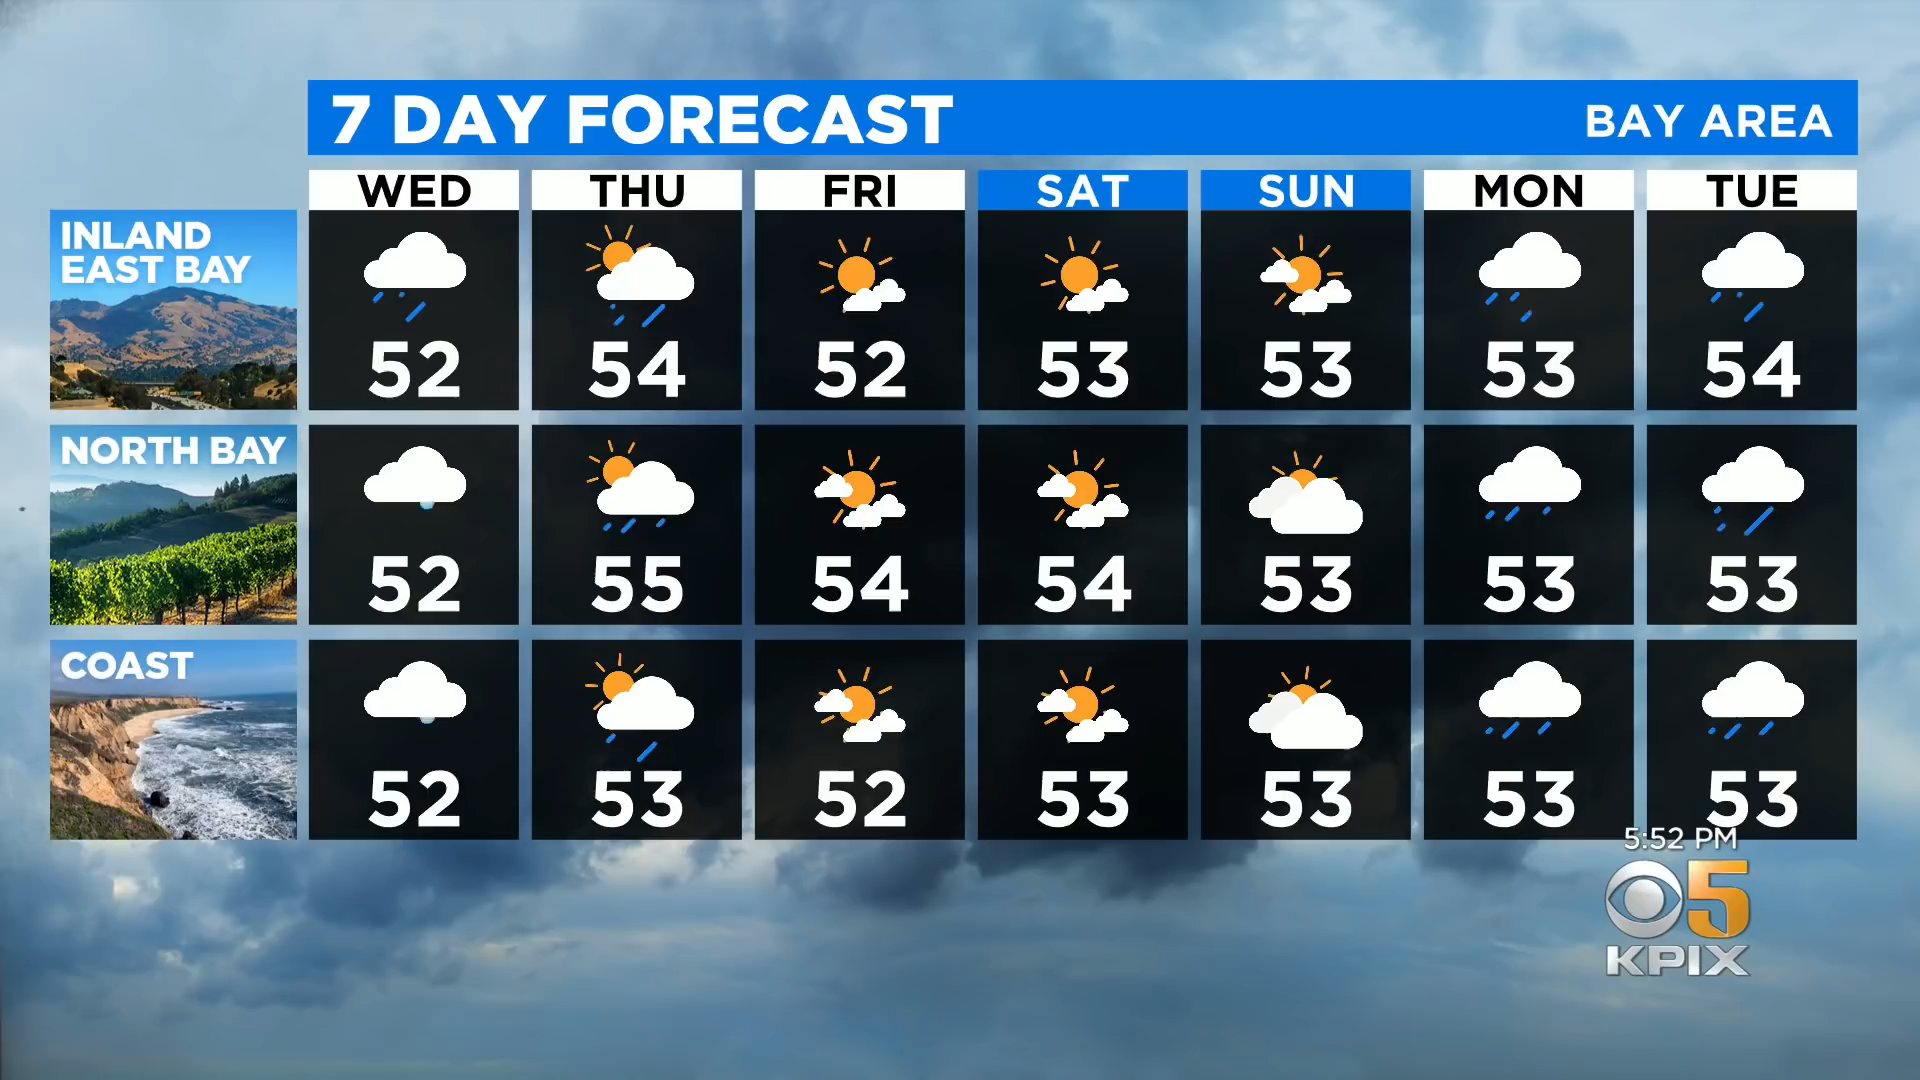 7 DAY FORECAST BAY AREA
WED THU FRI SAT SUN MON TUE
INLAND
EAST BAY
52 54 52 53 53 53 54
NORTH BAY
52 55 54 54 53 53 53
COAST
52 53 52 53 53 53 53
5:52 PM
5
KPIX